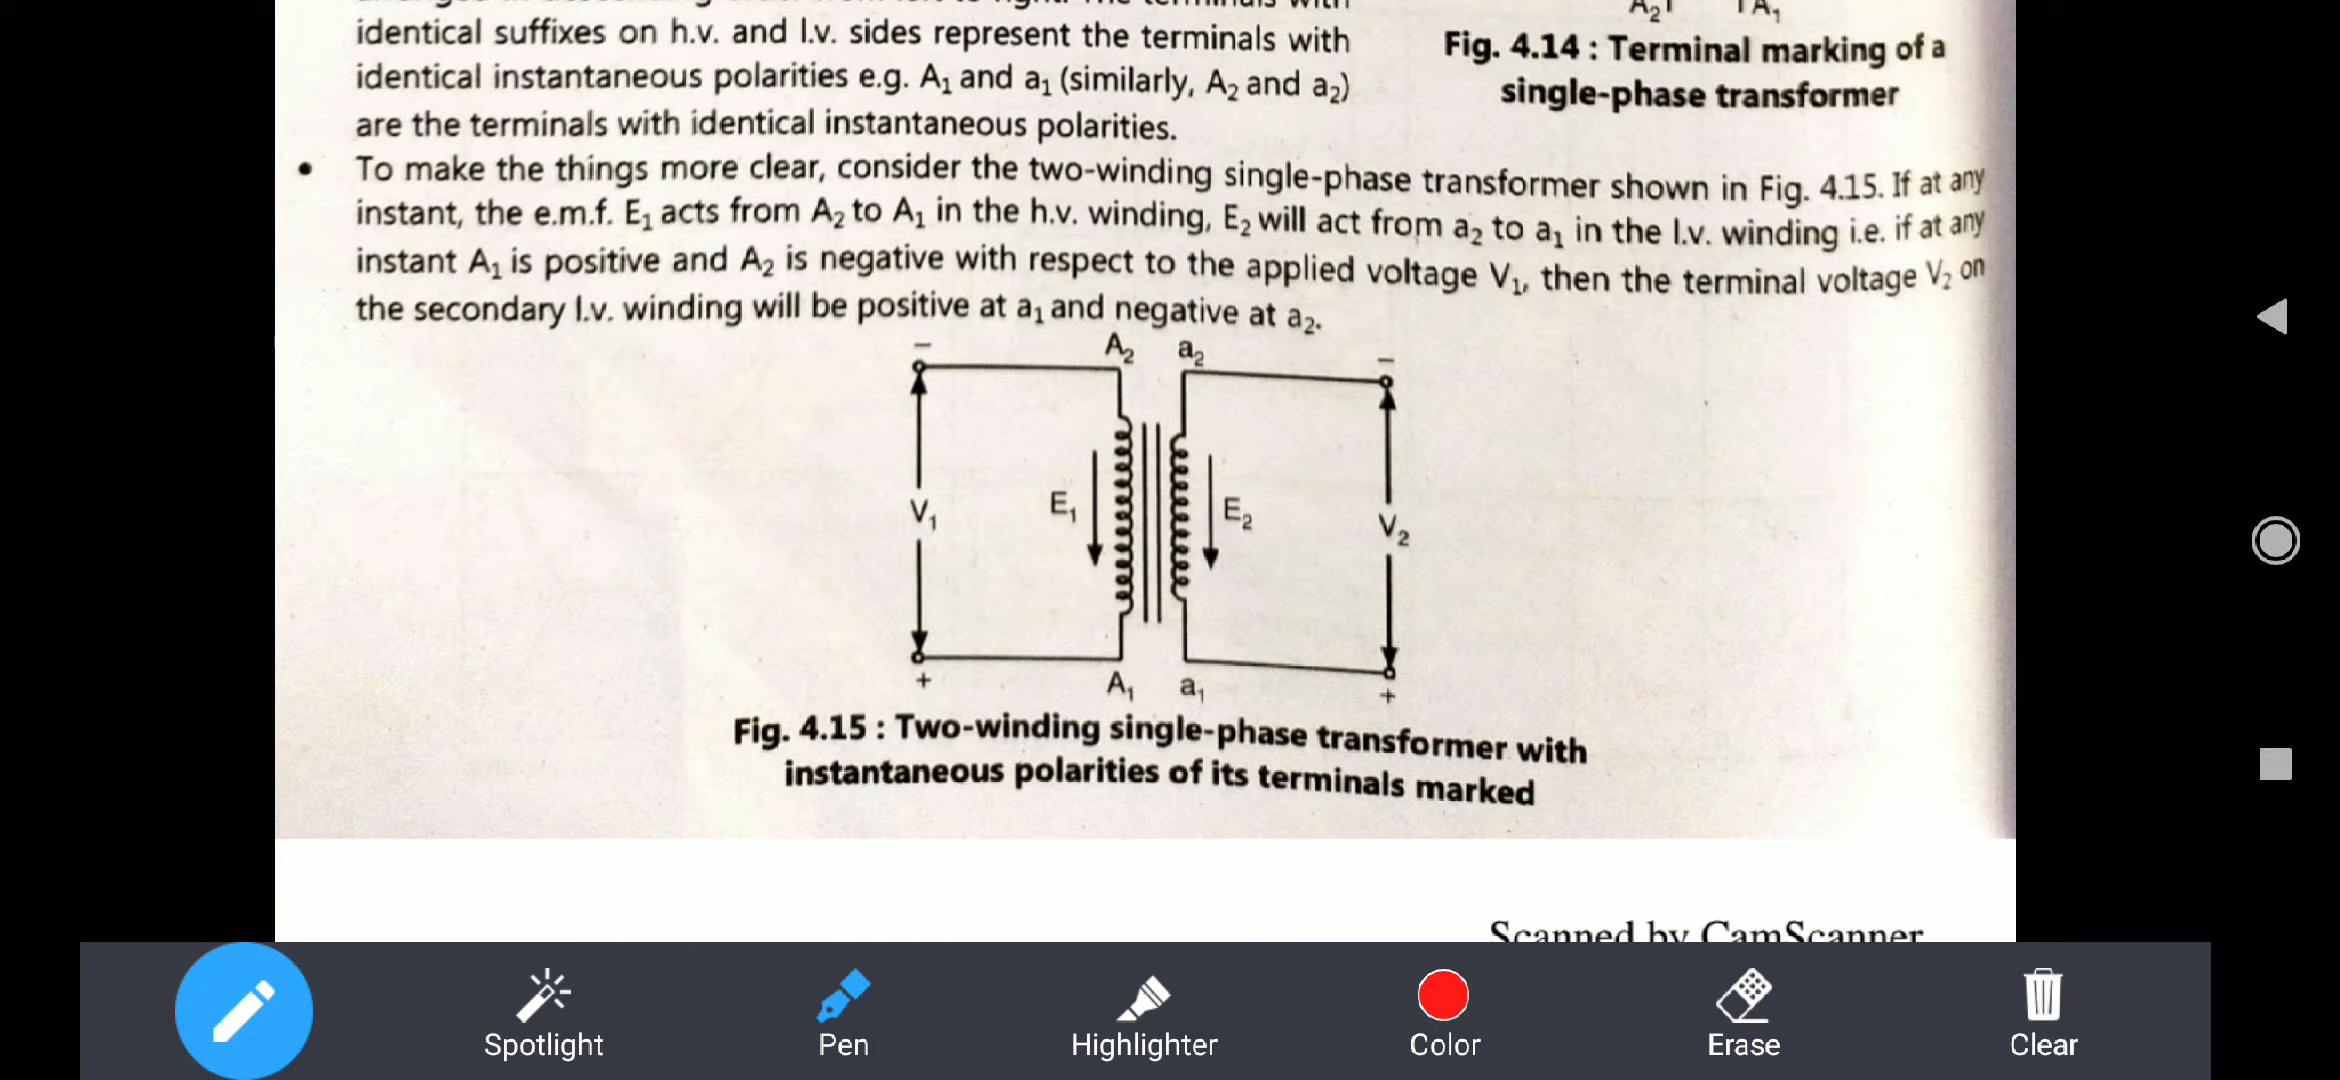 identical suffixes on h.v. and l.v. sides represent the terminals with
identical instantaneous polarities e.g. A₁ and a₁ (similarly, A₂ and a₂)
are the terminals with identical instantaneous polarities.
A₂ A₁
Fig. 4.14 : Terminal marking of a
single-phase transformer
• To make the things more clear, consider the two-winding single-phase transformer shown in Fig. 4.15. If at any
instant, the e.m.f. E₁ acts from A₂ to A₁ in the h.v. winding, E₂ will act from a₂ to a₁ in the l.v. winding i.e. if at any
instant A₁ is positive and A₂ is negative with respect to the applied voltage V₁, then the terminal voltage V₂ on
the secondary l.v. winding will be positive at a₁ and negative at a₂.
− A₂ a₂ −
V₁ E₁ E₂ V₂
+ A₁ a₁ +
Fig. 4.15 : Two-winding single-phase transformer with
instantaneous polarities of its terminals marked
Scanned by CamScanner
Spotlight Pen Highlighter Color Erase Clear